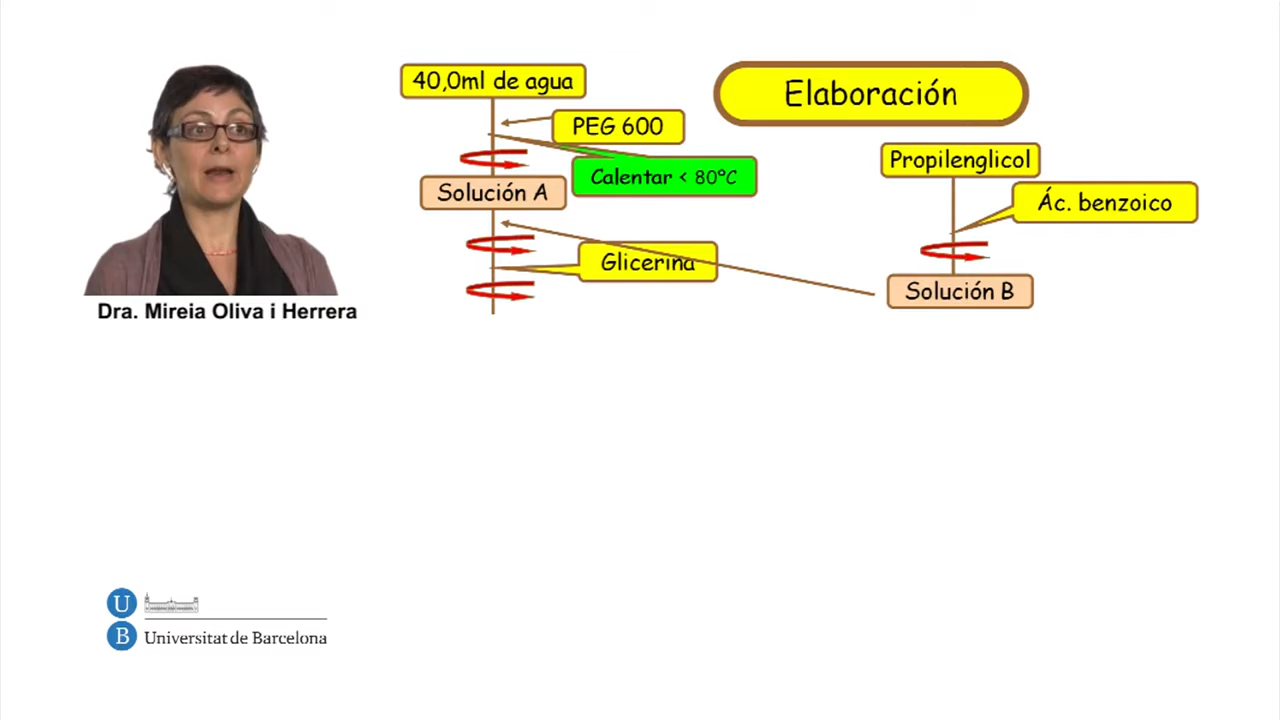 40,0ml de agua
Elaboración
PEG 600
Calentar < 80ºC
Solución A
Propilenglicol
Ác. benzoico
Glicerina
Solución B
Dra. Mireia Oliva i Herrera
U
B
Universitat de Barcelona